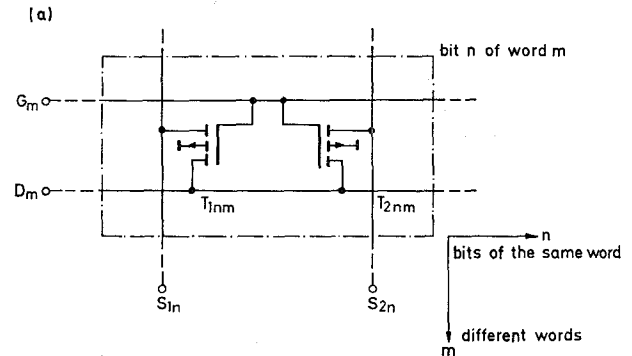 (a)
bit n of word m
Gm
Dm
T1nm
T2nm
n
bits of the same word
S1n
S2n
different words
m